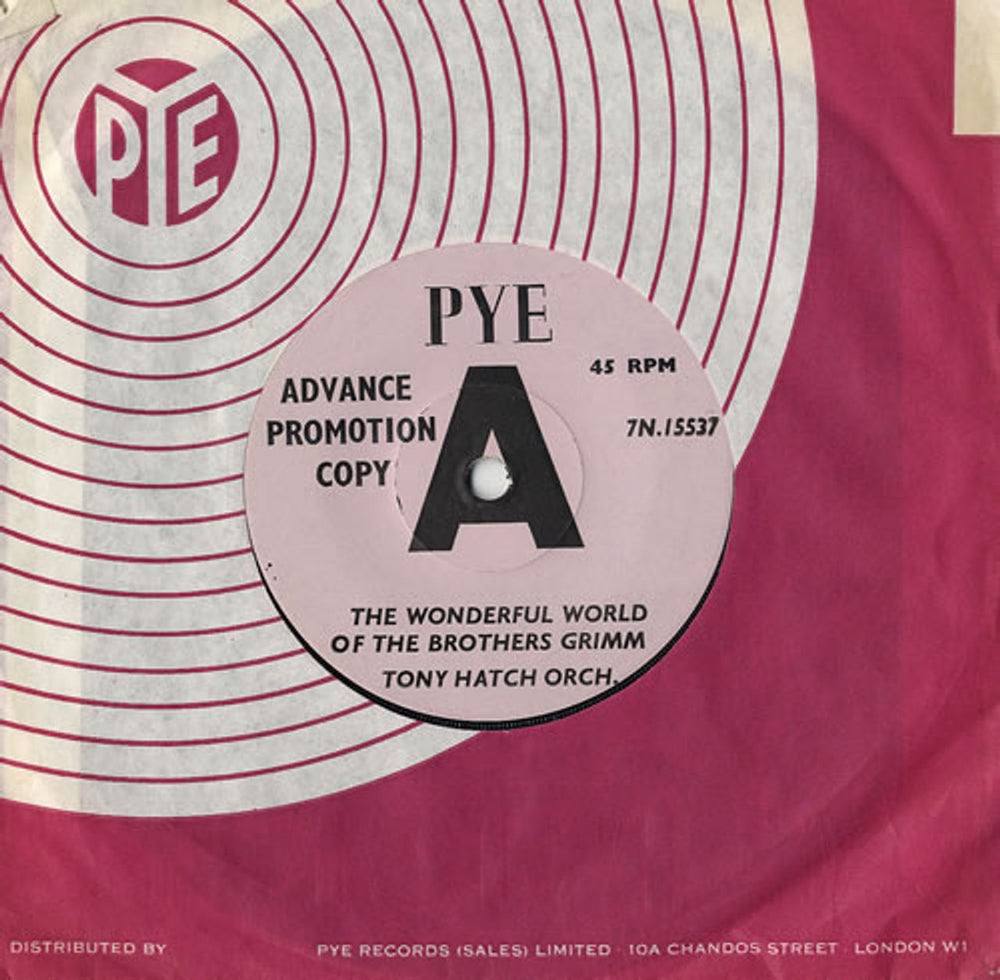 PYE
PYE
45 RPM
ADVANCE
PROMOTION
COPY
7N.15537
A
THE WONDERFUL WORLD
OF THE BROTHERS GRIMM
TONY HATCH ORCH.
DISTRIBUTED BY PYE RECORDS (SALES) LIMITED · 10A CHANDOS STREET · LONDON W1